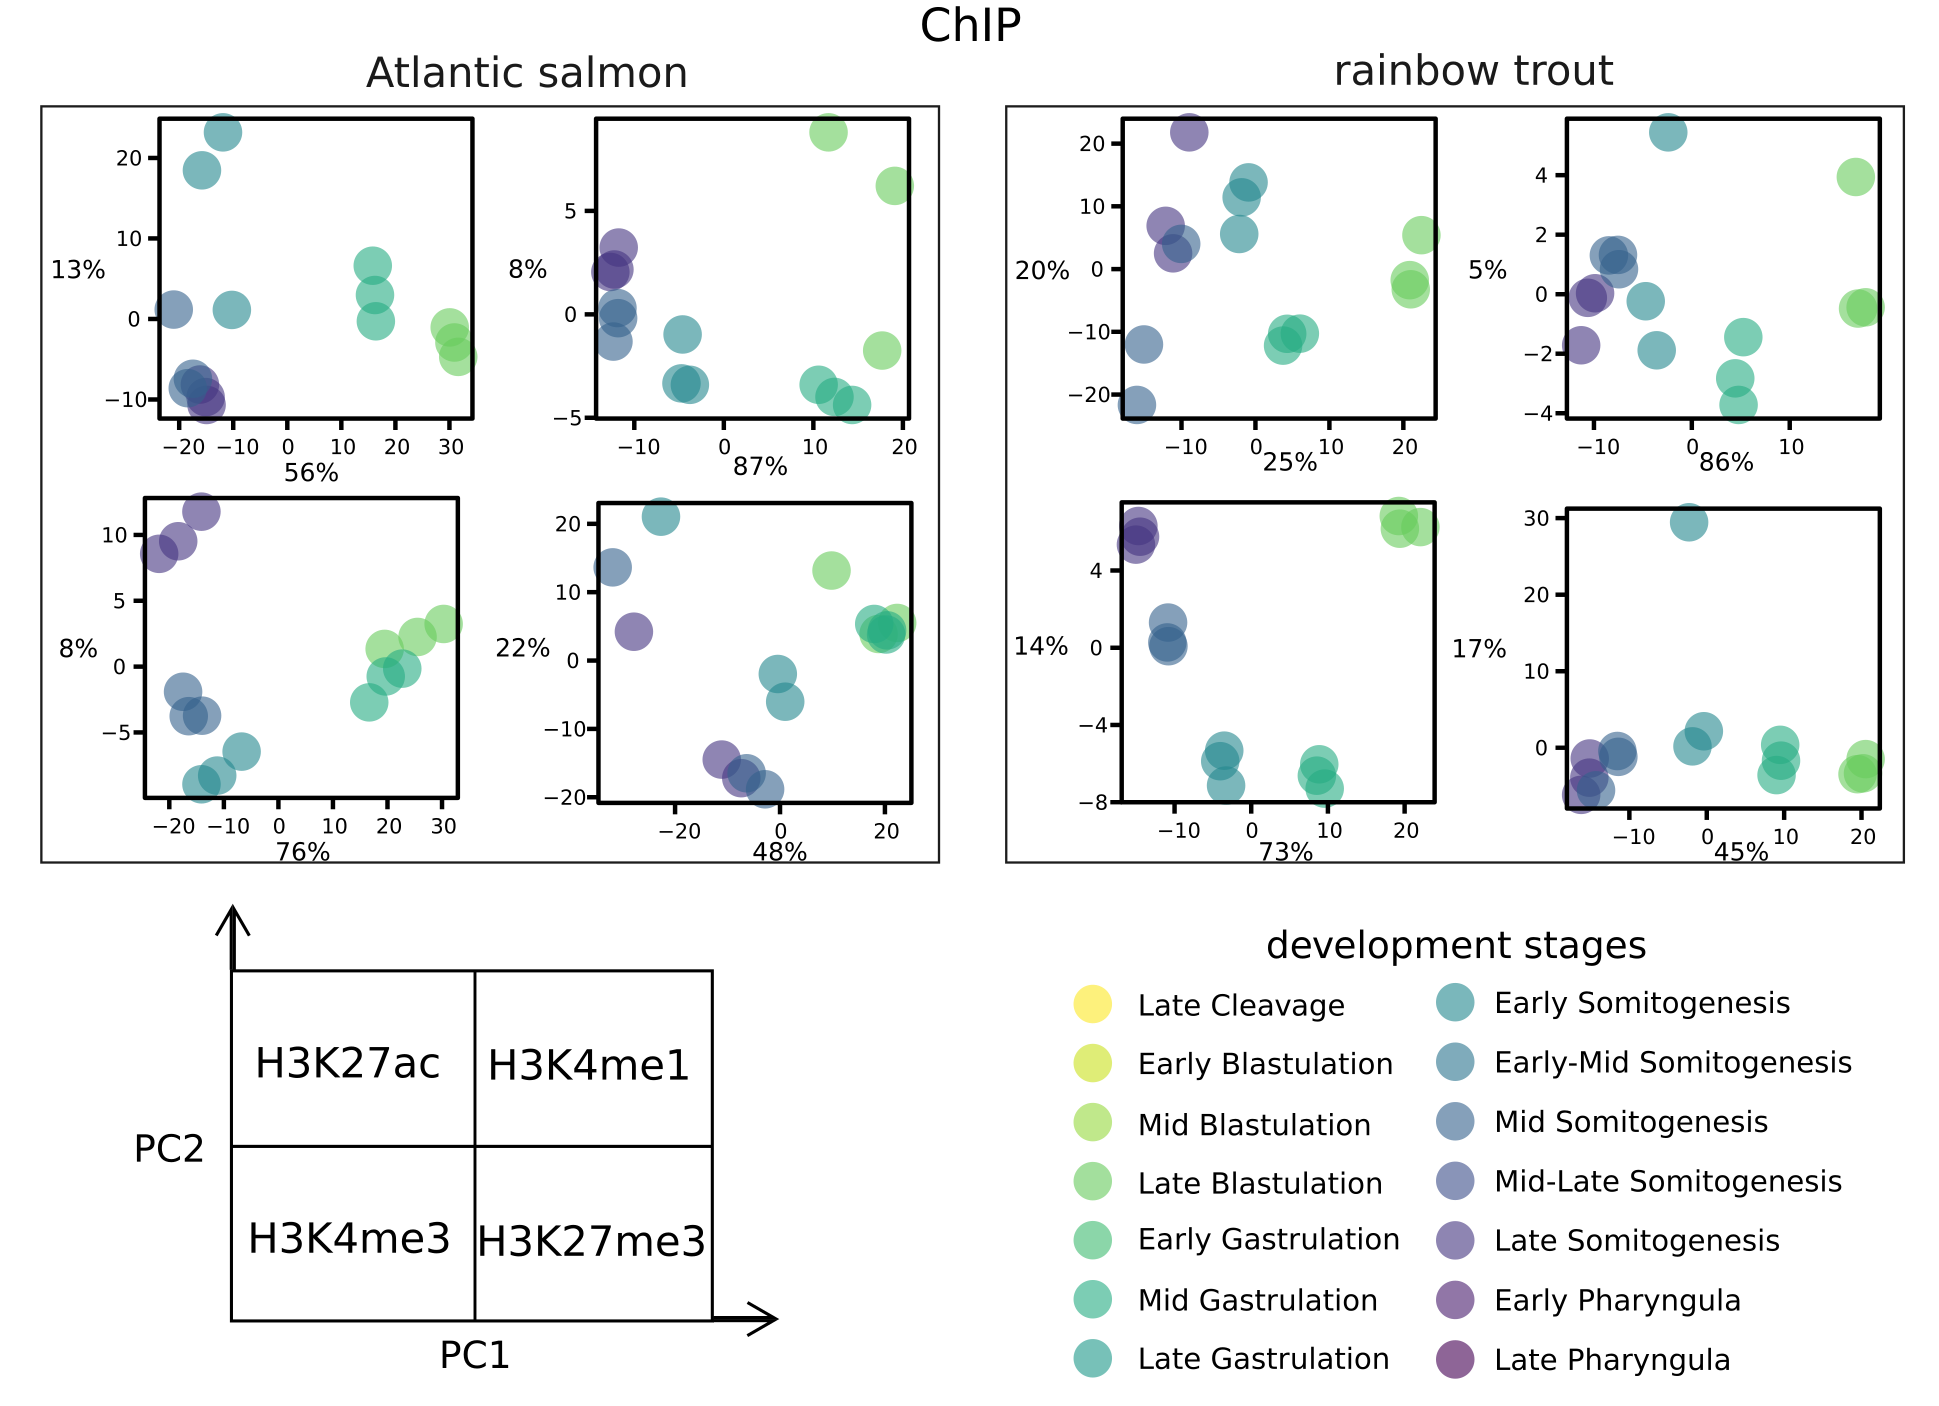 ChIP
Atlantic salmon
rainbow trout
20
10
0
−10
13%
−20 −10 0 10 20 30
56%
5
0
−5
8%
−10 0 10 20
87%
20
10
0
−10
−20
20%
−10 0 10 20
25%
4
2
0
−2
−4
5%
−10 0 10
86%
10
5
0
−5
8%
−20 −10 0 10 20 30
76%
20
10
0
−10
−20
22%
−20 0 20
48%
4
0
−4
−8
14%
−10 0 10 20
73%
30
20
10
0
17%
−10 0 10 20
45%
PC2
H3K27ac H3K4me1
H3K4me3 H3K27me3
PC1
development stages
Late Cleavage
Early Blastulation
Mid Blastulation
Late Blastulation
Early Gastrulation
Mid Gastrulation
Late Gastrulation
Early Somitogenesis
Early-Mid Somitogenesis
Mid Somitogenesis
Mid-Late Somitogenesis
Late Somitogenesis
Early Pharyngula
Late Pharyngula